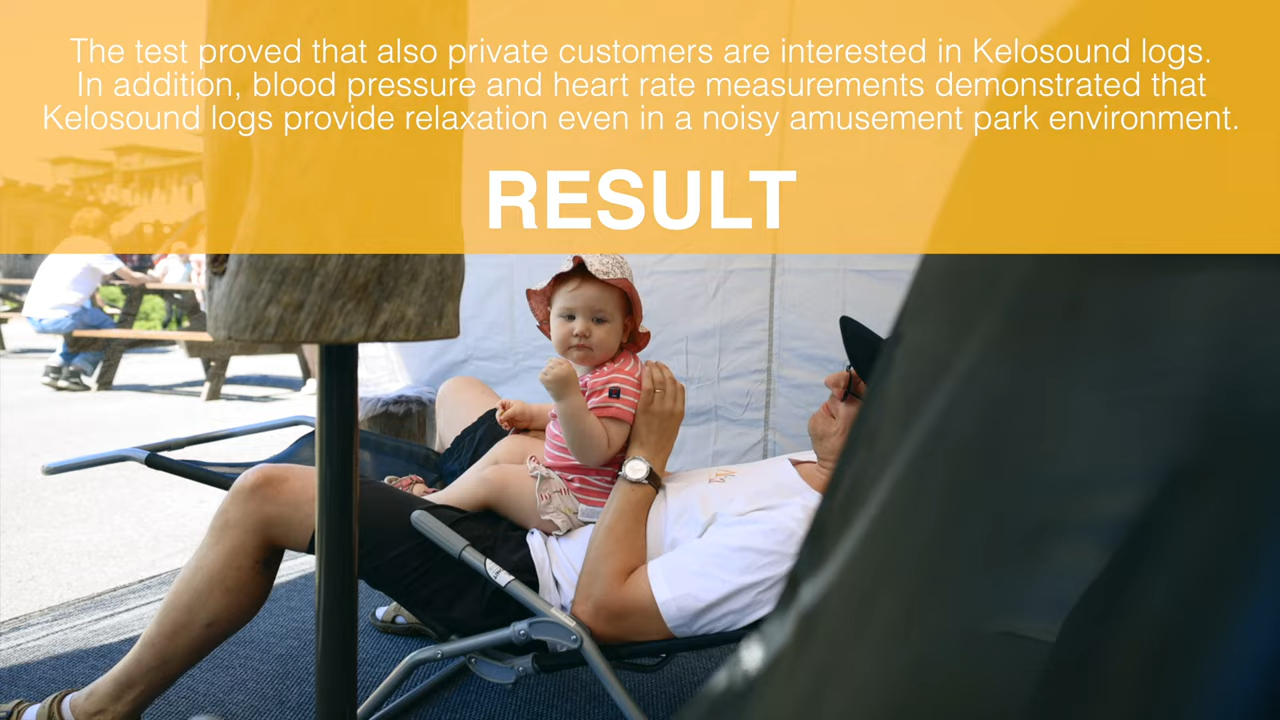 The test proved that also private customers are interested in Kelosound logs.
In addition, blood pressure and heart rate measurements demonstrated that
Kelosound logs provide relaxation even in a noisy amusement park environment.
RESULT